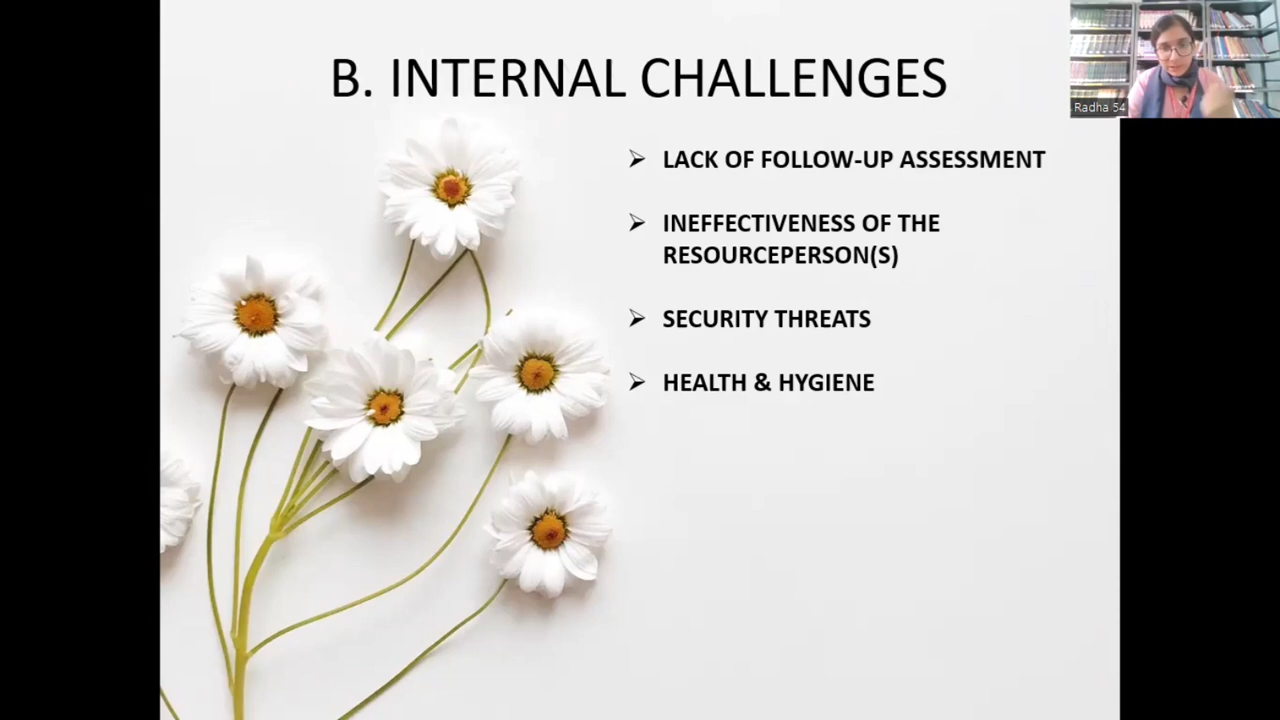 B. INTERNAL CHALLENGES
Radha 54
➢ LACK OF FOLLOW-UP ASSESSMENT
➢ INEFFECTIVENESS OF THE
RESOURCEPERSON(S)
➢ SECURITY THREATS
➢ HEALTH & HYGIENE